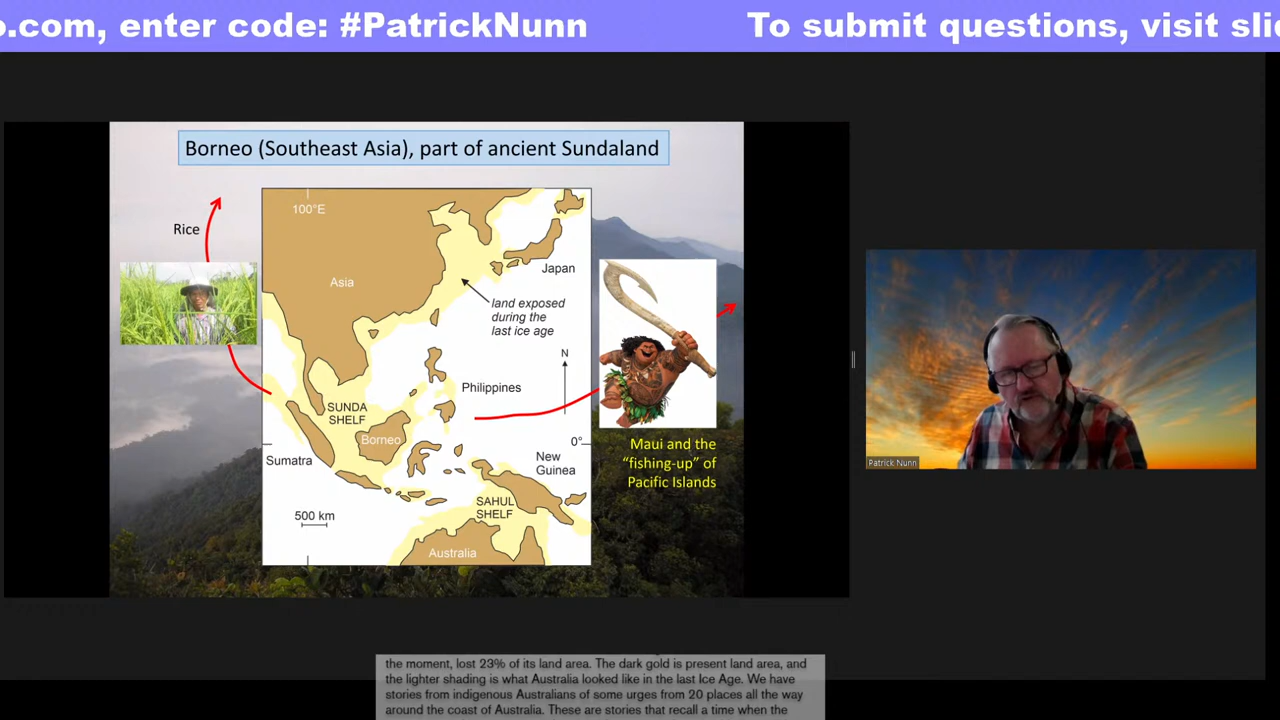 o.com, enter code: #PatrickNunn To submit questions, visit slid
Borneo (Southeast Asia), part of ancient Sundaland
Rice
100°E
Asia
Japan
land exposed
during the
last ice age
N
Philippines
SUNDA
SHELF
Borneo
0°
Sumatra
New
Guinea
SAHUL
SHELF
500 km
Australia
Maui and the
“fishing-up” of
Pacific Islands
Patrick Nunn
the moment, lost 23% of its land area. The dark gold is present land area, and
the lighter shading is what Australia looked like in the last Ice Age. We have
stories from indigenous Australians of some urges from 20 places all the way
around the coast of Australia. These are stories that recall a time when the